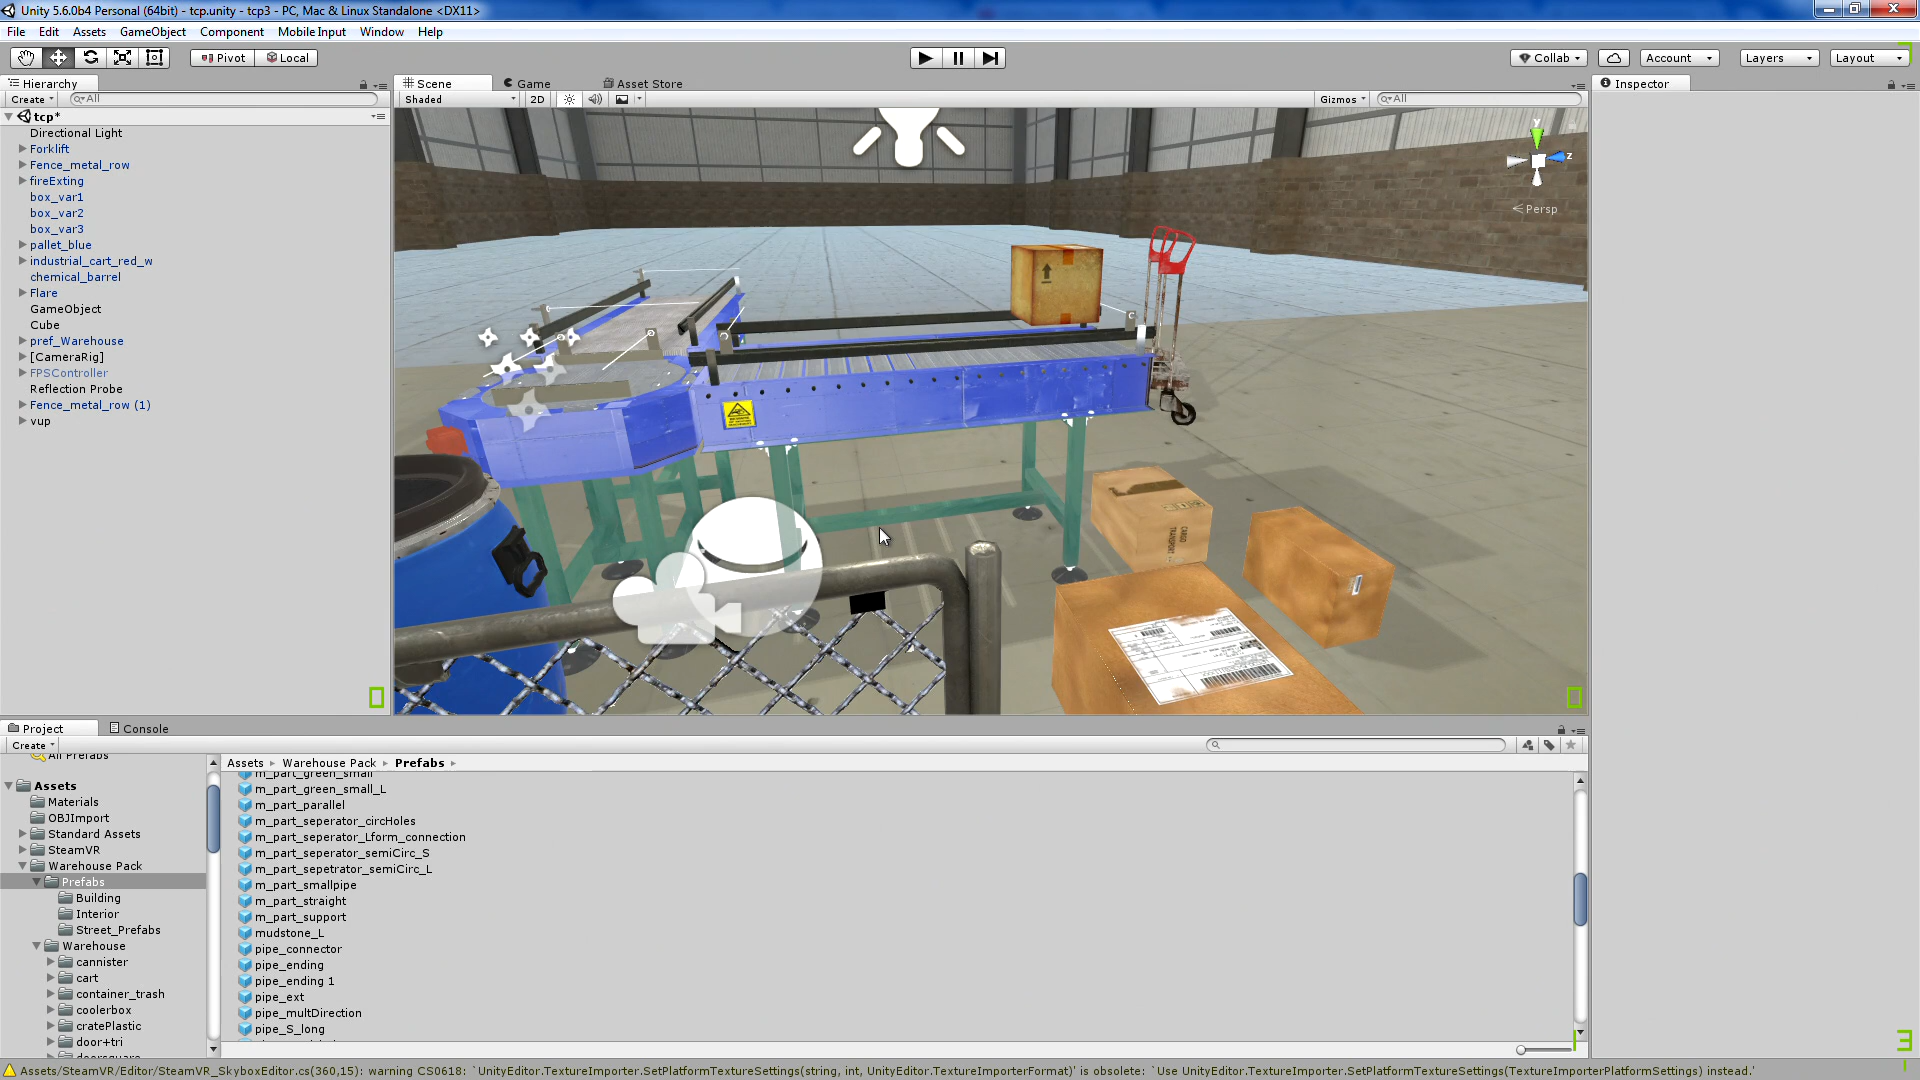 Unity 5.6.0b4 Personal (64bit) - tcp.unity - tcp3 - PC, Mac & Linux Standalone <DX11>
File Edit Assets GameObject Component Mobile Input Window Help
Pivot Local
Collab Account Layers Layout
Hierarchy
Create All
tcp*
Directional Light
Forklift
Fence_metal_row
fireExting
box_var1
box_var2
box_var3
pallet_blue
industrial_cart_red_w
chemical_barrel
Flare
GameObject
Cube
pref_Warehouse
[CameraRig]
FPSController
Reflection Probe
Fence_metal_row (1)
vup
Scene Game Asset Store
Shaded 2D Gizmos All
y
z
Persp
CARGO
TRANSPORT
Inspector
Project Console
Create
All Prefabs
Assets
Materials
OBJImport
Standard Assets
SteamVR
Warehouse Pack
Prefabs
Building
Interior
Street_Prefabs
Warehouse
cannister
cart
container_trash
coolerbox
cratePlastic
door+tri
doorsquare
Assets Warehouse Pack Prefabs
m_part_green_small
m_part_green_small_L
m_part_parallel
m_part_seperator_circHoles
m_part_seperator_Lform_connection
m_part_seperator_semiCirc_S
m_part_sepetrator_semiCirc_L
m_part_smallpipe
m_part_straight
m_part_support
mudstone_L
pipe_connector
pipe_ending
pipe_ending 1
pipe_ext
pipe_multDirection
pipe_S_long
Assets/SteamVR/Editor/SteamVR_SkyboxEditor.cs(360,15): warning CS0618: `UnityEditor.TextureImporter.SetPlatformTextureSettings(string, int, UnityEditor.TextureImporterFormat)' is obsolete: `Use UnityEditor.TextureImporter.SetPlatformTextureSettings(TextureImporterPlatformSettings) instead.'